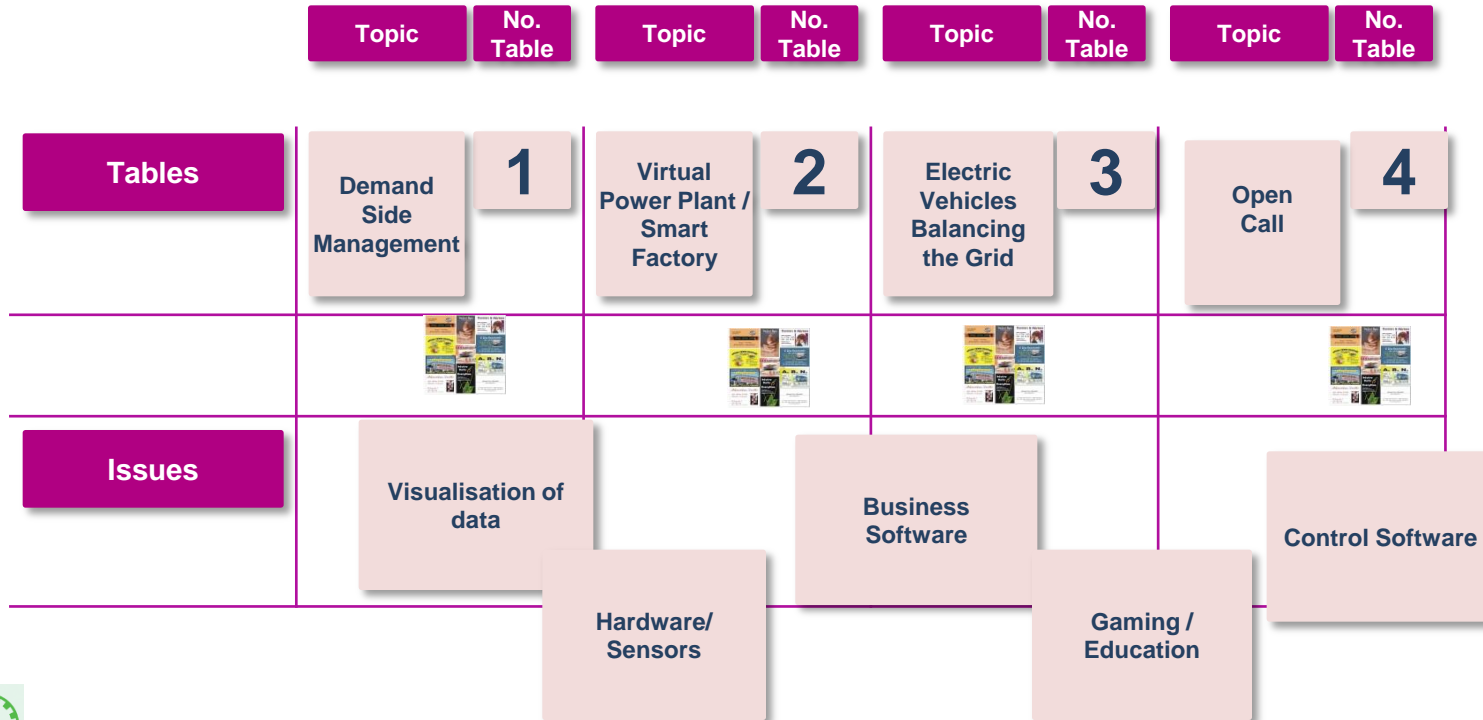 Topic
No.
Table
Topic
No.
Table
Topic
No.
Table
Topic
No.
Table
Tables
Demand
Side
Management
1
Virtual
Power Plant /
Smart
Factory
2
Electric
Vehicles
Balancing
the Grid
3
Open
Call
4
Issues
Visualisation of
data
Hardware/
Sensors
Business
Software
Gaming /
Education
Control Software